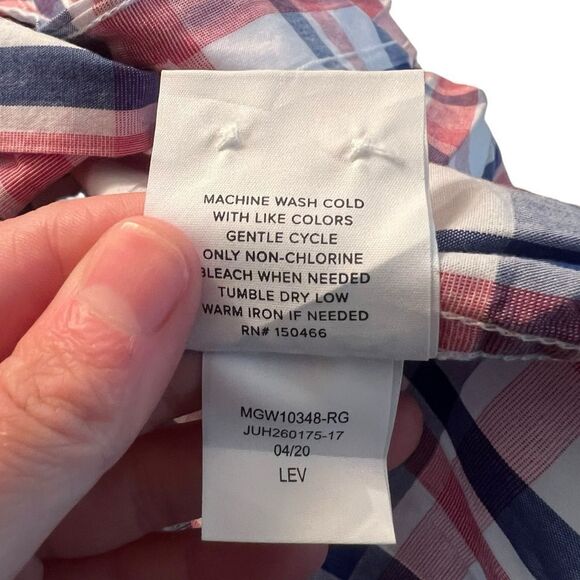 MACHINE WASH COLD
WITH LIKE COLORS
GENTLE CYCLE
ONLY NON-CHLORINE
BLEACH WHEN NEEDED
TUMBLE DRY LOW
WARM IRON IF NEEDED
RN# 150466
MGW10348-RG
JUH260175-17
04/20
LEV